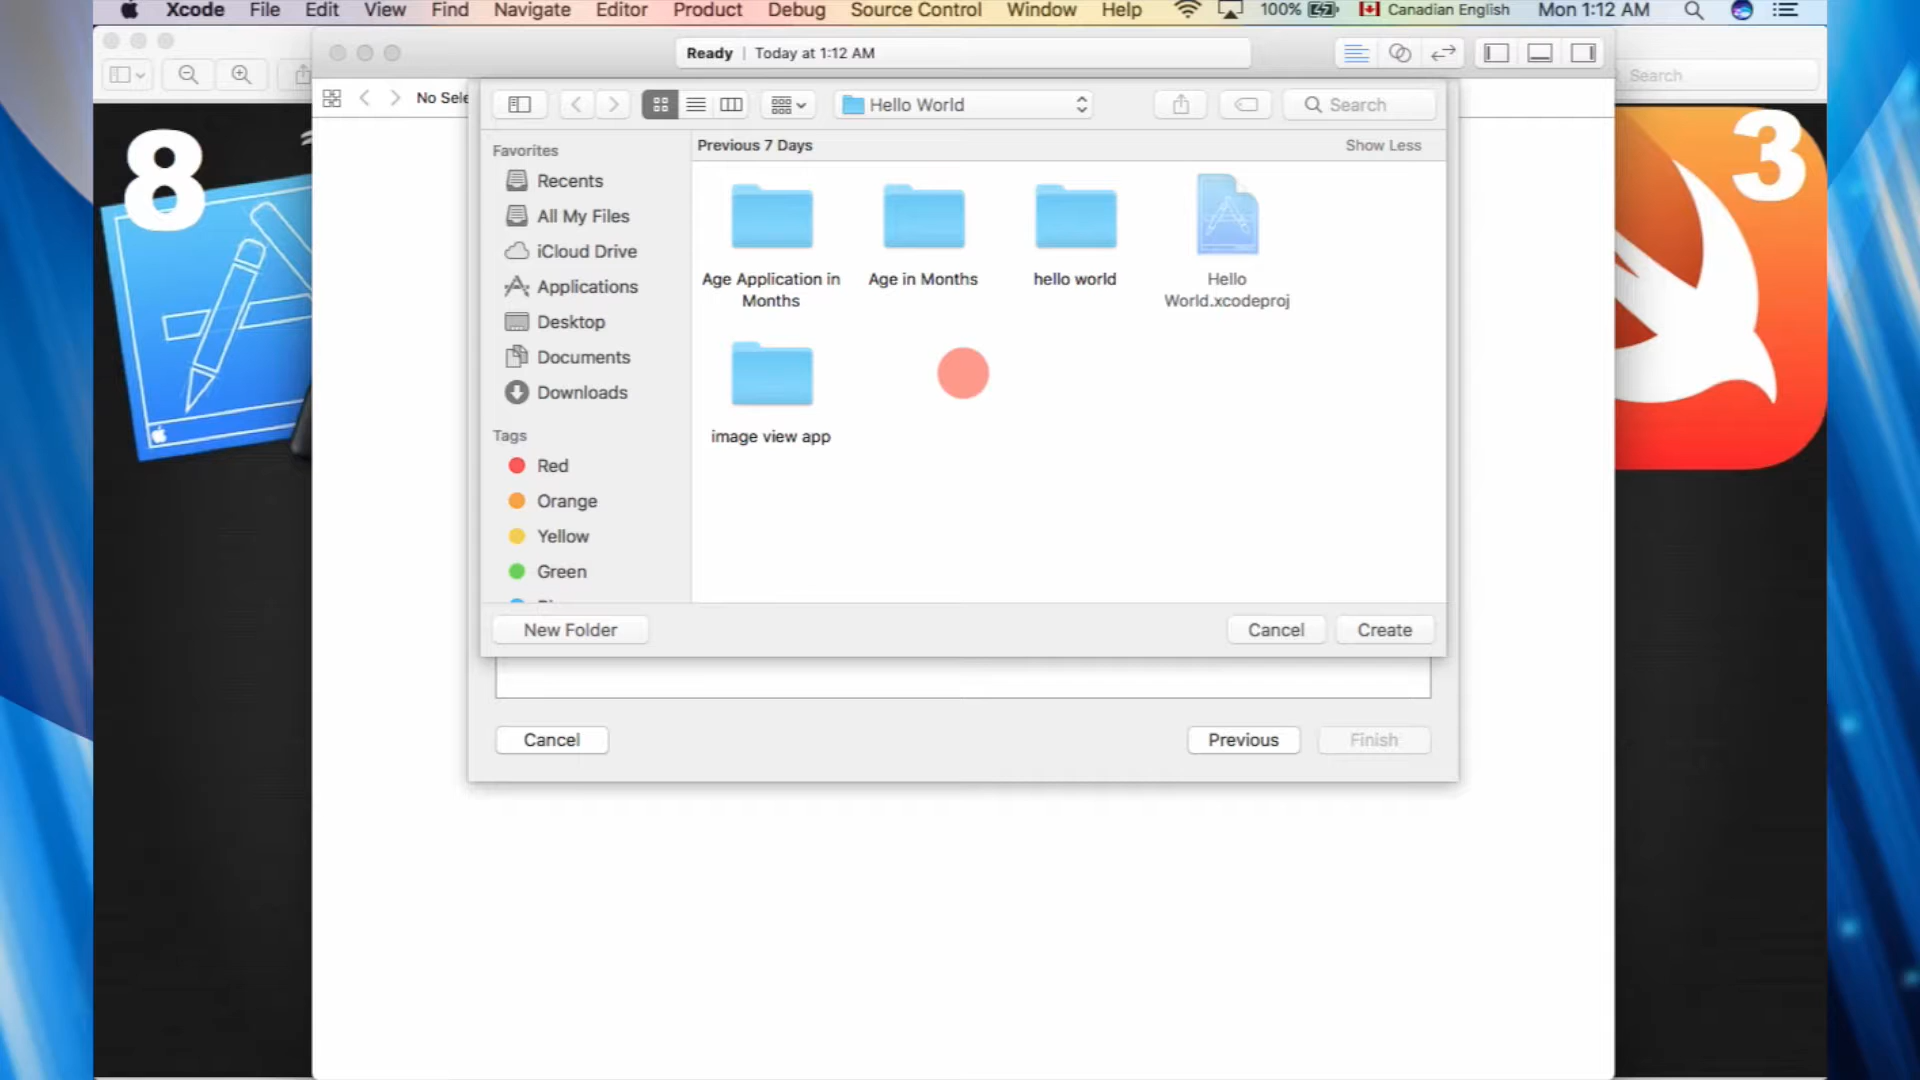 Xcode File Edit View Find Navigate Editor Product Debug Source Control Window Help 100% Canadian English Mon 1:12 AM
Ready | Today at 1:12 AM
Search
No Sele
Hello World
Search
8
3
Favorites
Recents
All My Files
iCloud Drive
Applications
Desktop
Documents
Downloads
Tags
Red
Orange
Yellow
Green
Previous 7 Days
Show Less
Age Application in
Months
Age in Months
hello world
Hello
World.xcodeproj
image view app
New Folder
Cancel
Create
Cancel
Previous
Finish